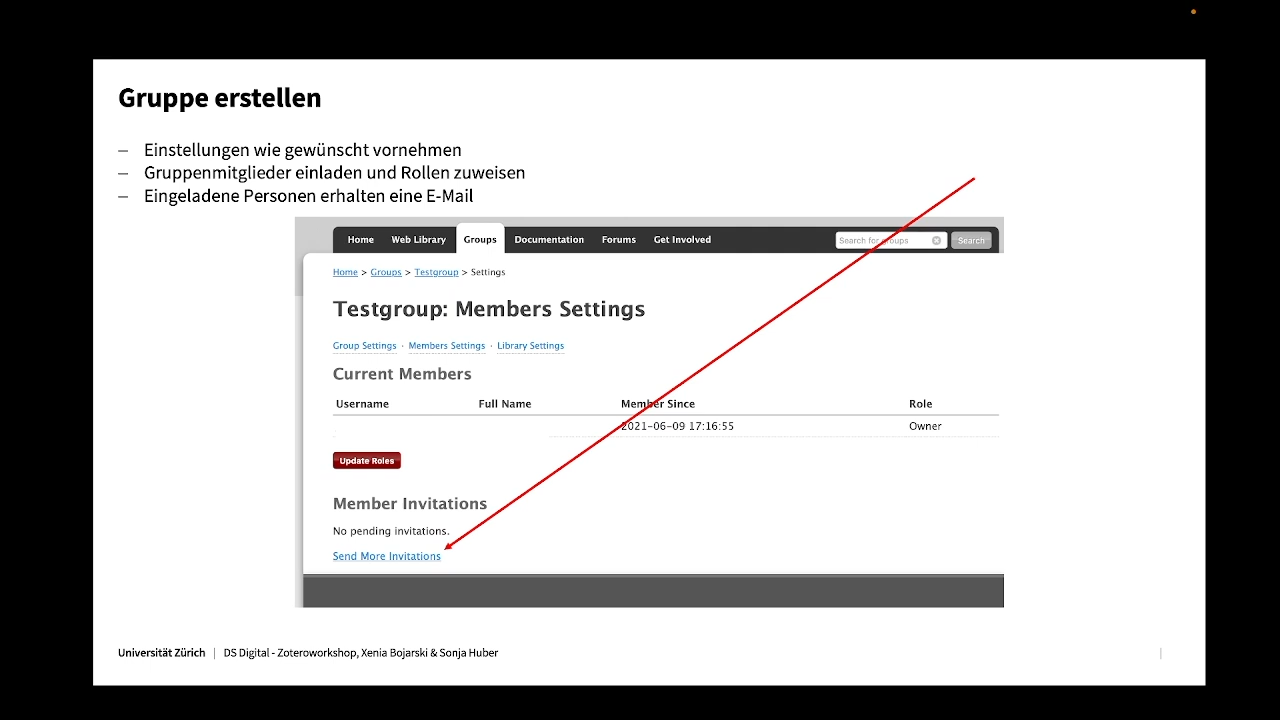 Gruppe erstellen
– Einstellungen wie gewünscht vornehmen
– Gruppenmitglieder einladen und Rollen zuweisen
– Eingeladene Personen erhalten eine E-Mail
Home Web Library Groups Documentation Forums Get Involved Search for groups Search
Home > Groups > Testgroup > Settings
Testgroup: Members Settings
Group Settings · Members Settings · Library Settings
Current Members
Username Full Name Member Since Role
2021-06-09 17:16:55 Owner
Update Roles
Member Invitations
No pending invitations.
Send More Invitations
Universität Zürich | DS Digital - Zoteroworkshop, Xenia Bojarski & Sonja Huber |